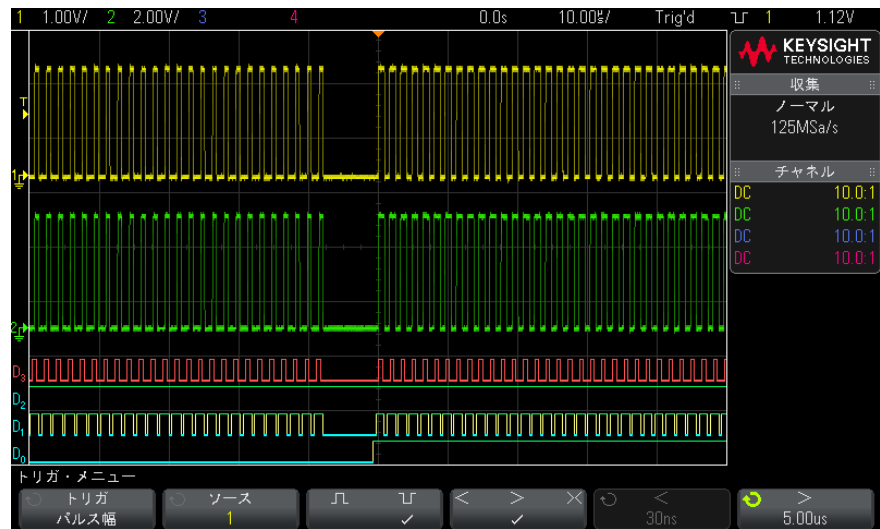 1 1.00V/ 2 2.00V/ 3 4 0.0s 10.00㎲/ Trig'd 1 1.12V
KEYSIGHT
TECHNOLOGIES
収集
ノーマル
125MSa/s
チャネル
DC 10.0:1
DC 10.0:1
DC 10.0:1
DC 10.0:1
T
1
2
D3
D2
D1
D0
トリガ・メニュー
トリガ
パルス幅
ソース
1
< > ><
<
30ns
>
5.00us